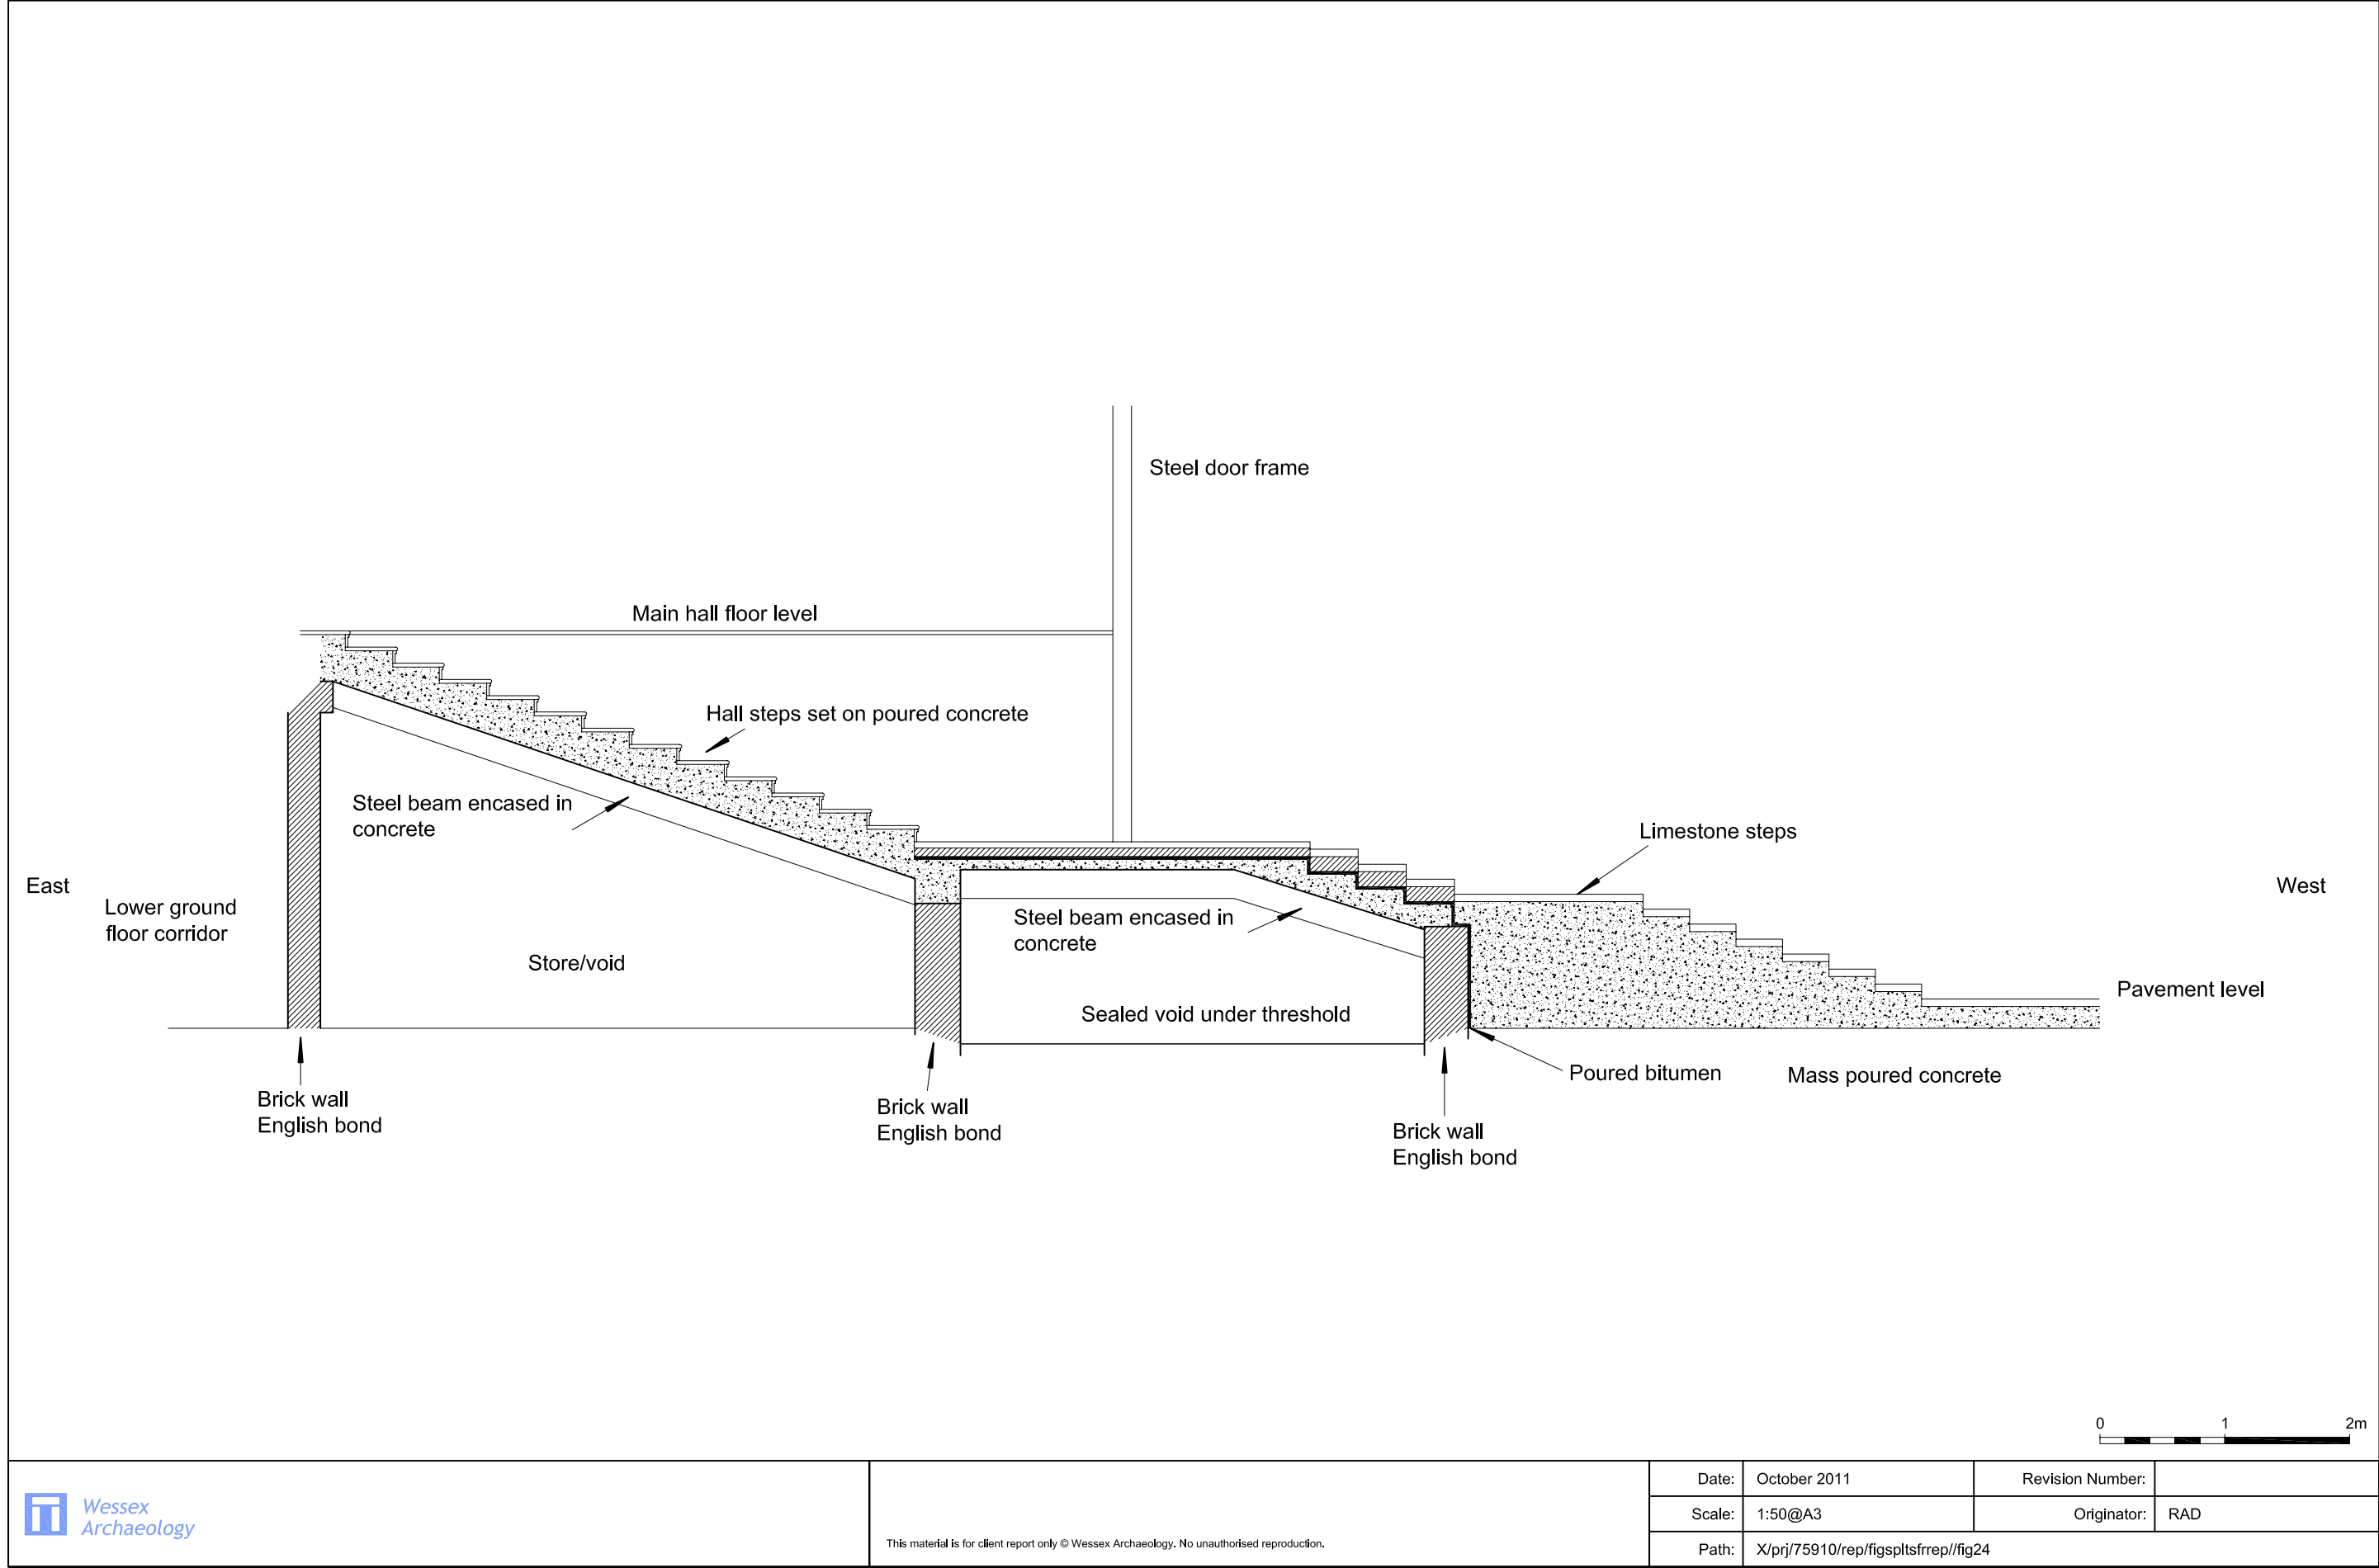 Steel door frame
Main hall floor level
Hall steps set on poured concrete
Steel beam encased in
concrete
Limestone steps
East
West
Lower ground
floor corridor
Steel beam encased in
concrete
Store/void
Pavement level
Sealed void under threshold
Poured bitumen
Mass poured concrete
Brick wall
English bond
Brick wall
English bond
Brick wall
English bond
0 1 2m
Wessex
Archaeology
This material is for client report only © Wessex Archaeology. No unauthorised reproduction.
Date: October 2011 Revision Number:
Scale: 1:50@A3 Originator: RAD
Path: X/prj/75910/rep/figspltsfrrep//fig24